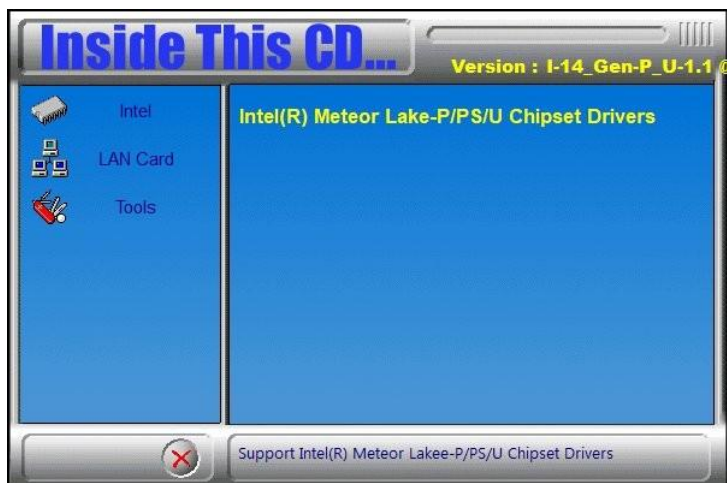 Inside This CD...
Version : I-14_Gen-P_U-1.1 @
Intel
LAN Card
Tools
Intel(R) Meteor Lake-P/PS/U Chipset Drivers
Support Intel(R) Meteor Lakee-P/PS/U Chipset Drivers